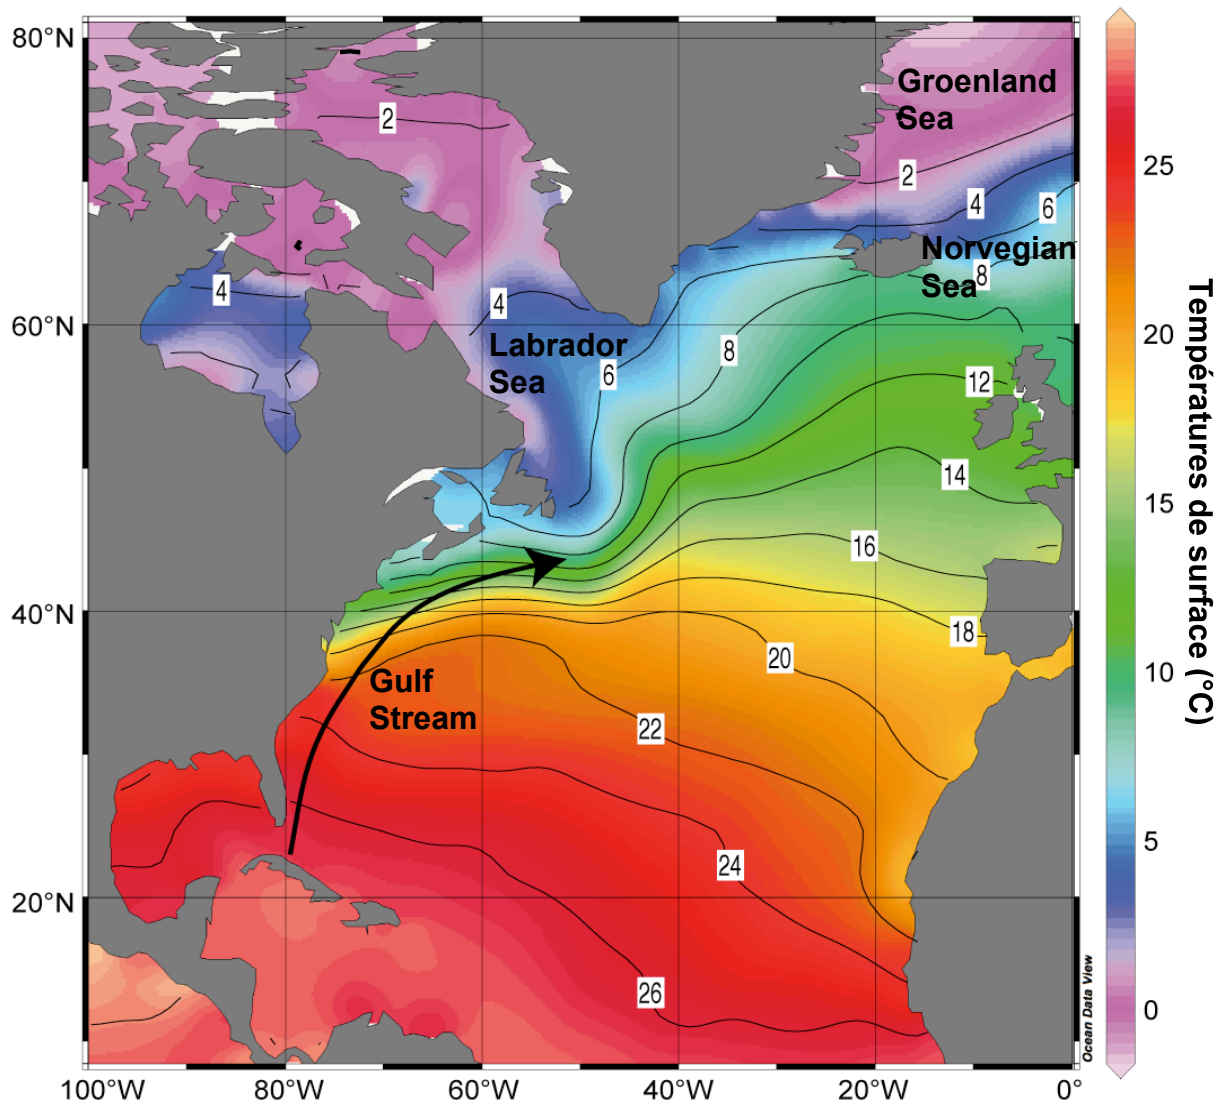 80°N
60°N
40°N
20°N
100°W
80°W
60°W
40°W
20°W
0°
Groenland
Sea
Norvegian
Sea
Labrador
Sea
Gulf
Stream
2
2
4
6
8
4
4
6
8
12
14
16
18
20
22
24
26
25
20
15
10
5
0
Températures de surface (°C)
Ocean Data View